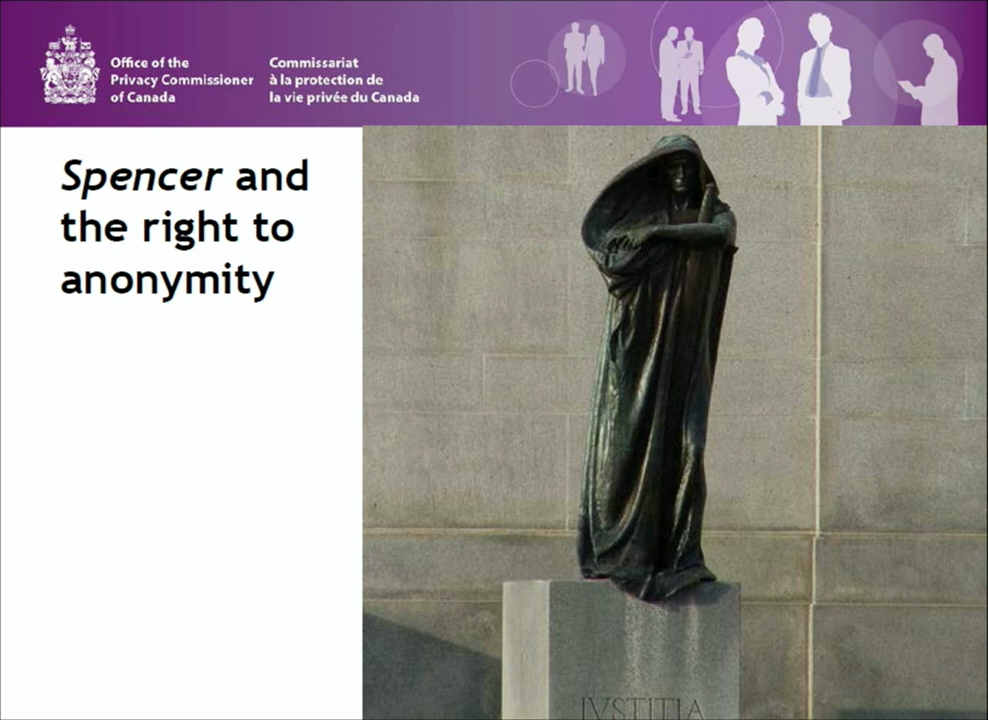 Office of the
Privacy Commissioner
of Canada
Commissariat
à la protection de
la vie privée du Canada
Spencer and
the right to
anonymity
IVSTITIA